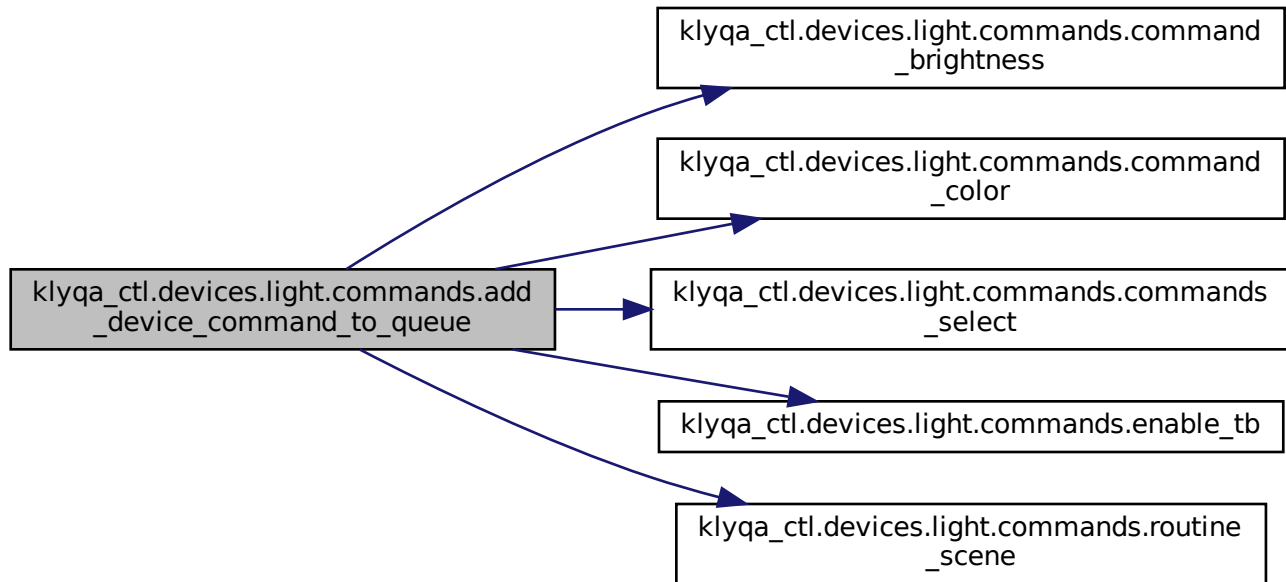 klyqa_ctl.devices.light.commands.command
_brightness
klyqa_ctl.devices.light.commands.command
_color
klyqa_ctl.devices.light.commands.add
_device_command_to_queue
klyqa_ctl.devices.light.commands.commands
_select
klyqa_ctl.devices.light.commands.enable_tb
klyqa_ctl.devices.light.commands.routine
_scene